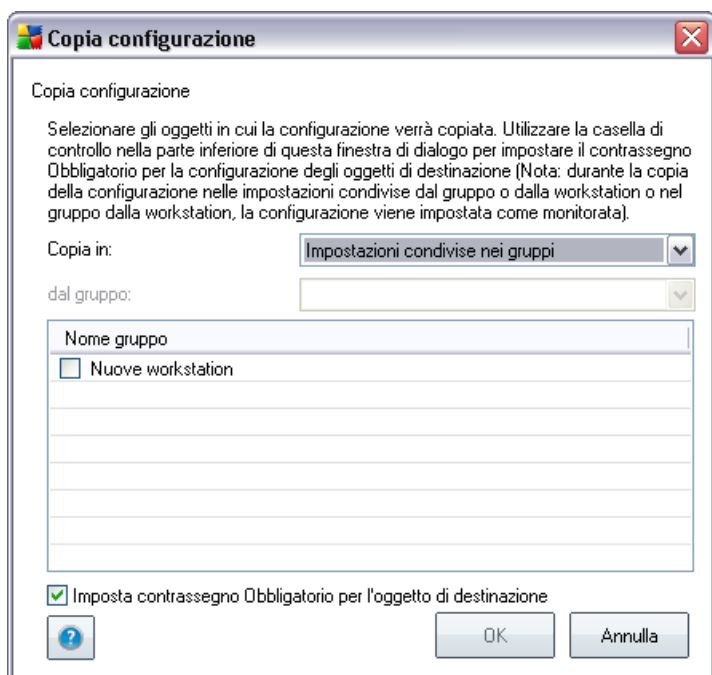 Copia configurazione
Copia configurazione
Selezionare gli oggetti in cui la configurazione verrà copiata. Utilizzare la casella di
controllo nella parte inferiore di questa finestra di dialogo per impostare il contrassegno
Obbligatorio per la configurazione degli oggetti di destinazione (Nota: durante la copia
della configurazione nelle impostazioni condivise dal gruppo o dalla workstation o nel
gruppo dalla workstation, la configurazione viene impostata come monitorata).
Copia in: Impostazioni condivise nei gruppi
dal gruppo:
Nome gruppo
Nuove workstation
Imposta contrassegno Obbligatorio per l'oggetto di destinazione
? OK Annulla